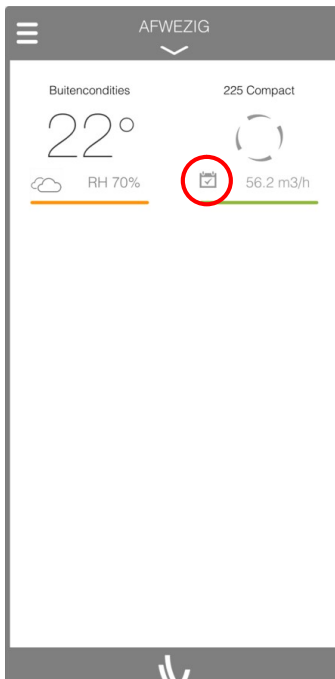 AFWEZIG
Buitencondities
225 Compact
22°
RH 70%
56.2 m3/h